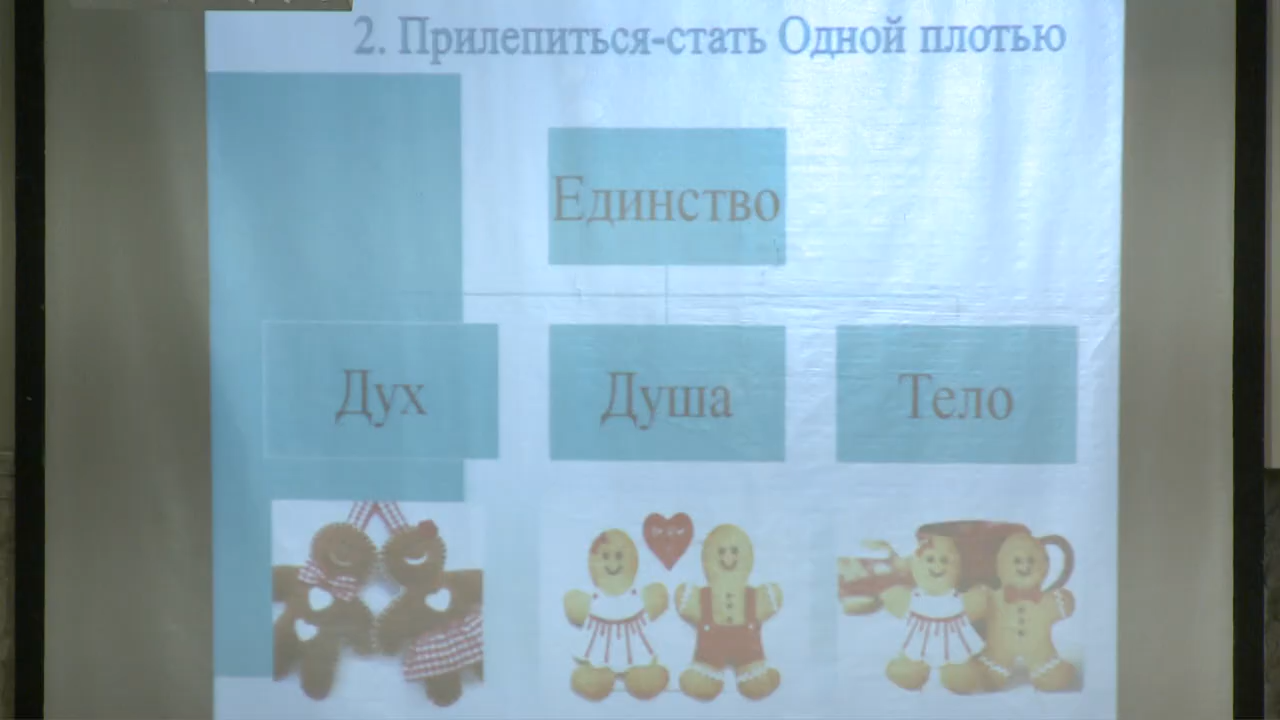 2. Прилепиться-стать Одной плотью
Единство
Дух
Душа
Тело